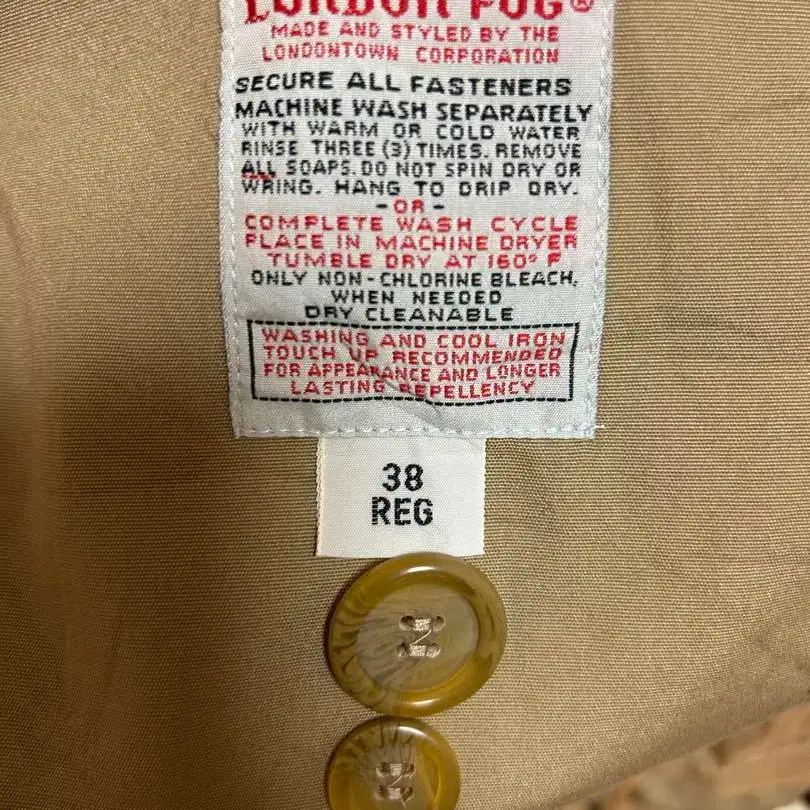 LONDON FOG®
MADE AND STYLED BY THE
LONDONTOWN CORPORATION
SECURE ALL FASTENERS
MACHINE WASH SEPARATELY
WITH WARM OR COLD WATER
RINSE THREE (3) TIMES. REMOVE
ALL SOAPS. DO NOT SPIN DRY OR
WRING. HANG TO DRIP DRY.
-OR-
COMPLETE WASH CYCLE
PLACE IN MACHINE DRYER
TUMBLE DRY AT 160° F
ONLY NON-CHLORINE BLEACH,
WHEN NEEDED
DRY CLEANABLE
WASHING AND COOL IRON
TOUCH UP RECOMMENDED
FOR APPEARANCE AND LONGER
LASTING REPELLENCY
38
REG